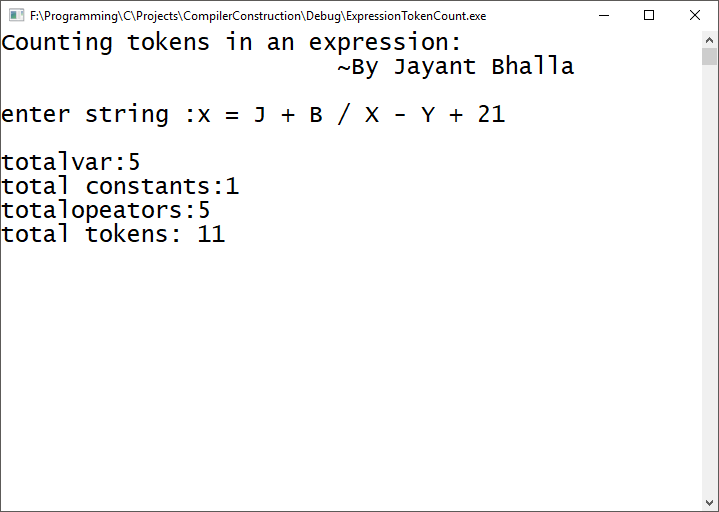 F:\Programming\C\Projects\CompilerConstruction\Debug\ExpressionTokenCount.exe
Counting tokens in an expression:
~By Jayant Bhalla
enter string :x = J + B / X - Y + 21
totalvar:5
total constants:1
totalopeators:5
total tokens: 11